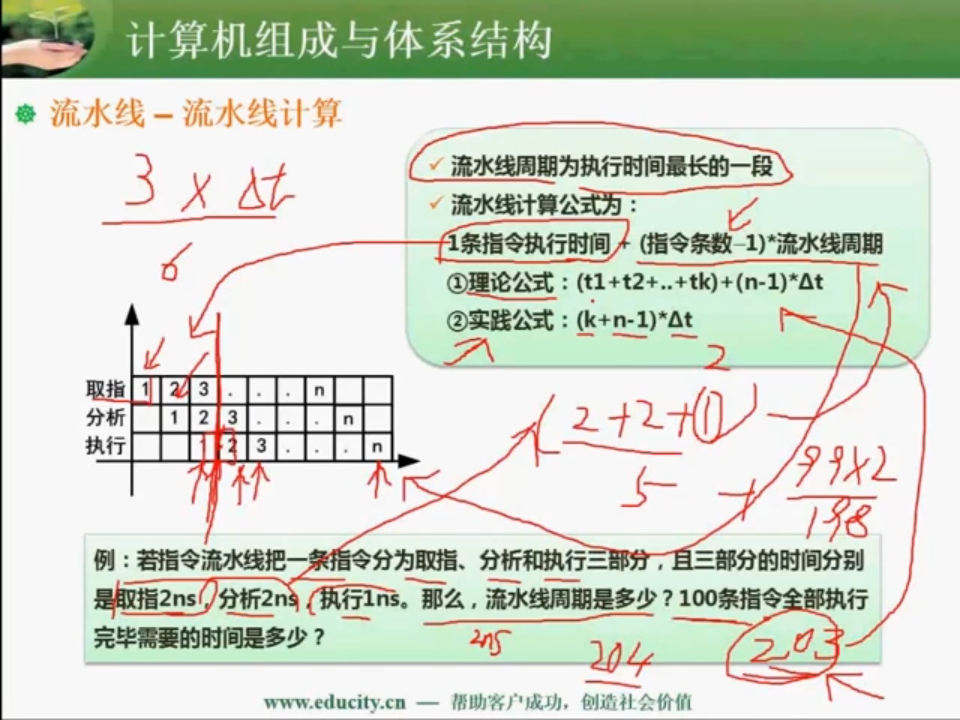 计算机组成与体系结构
流水线 – 流水线计算
3 × Δt
6
✓ 流水线周期为执行时间最长的一段
✓ 流水线计算公式为：
1条指令执行时间 + (指令条数–1)*流水线周期
①理论公式：(t1+t2+..+tk)+(n-1)*Δt
②实践公式：(k+n-1)*Δt
2
取指 1 2 3 . . . n
分析 1 2 3 . . . n
执行 1 2 3 . . . n
(2+2+1)
5 + 99×2
198
例：若指令流水线把一条指令分为取指、分析和执行三部分，且三部分的时间分别
是取指2ns，分析2ns，执行1ns。那么，流水线周期是多少？100条指令全部执行
完毕需要的时间是多少？
2ns
204
203
www.educity.cn — 帮助客户成功，创造社会价值